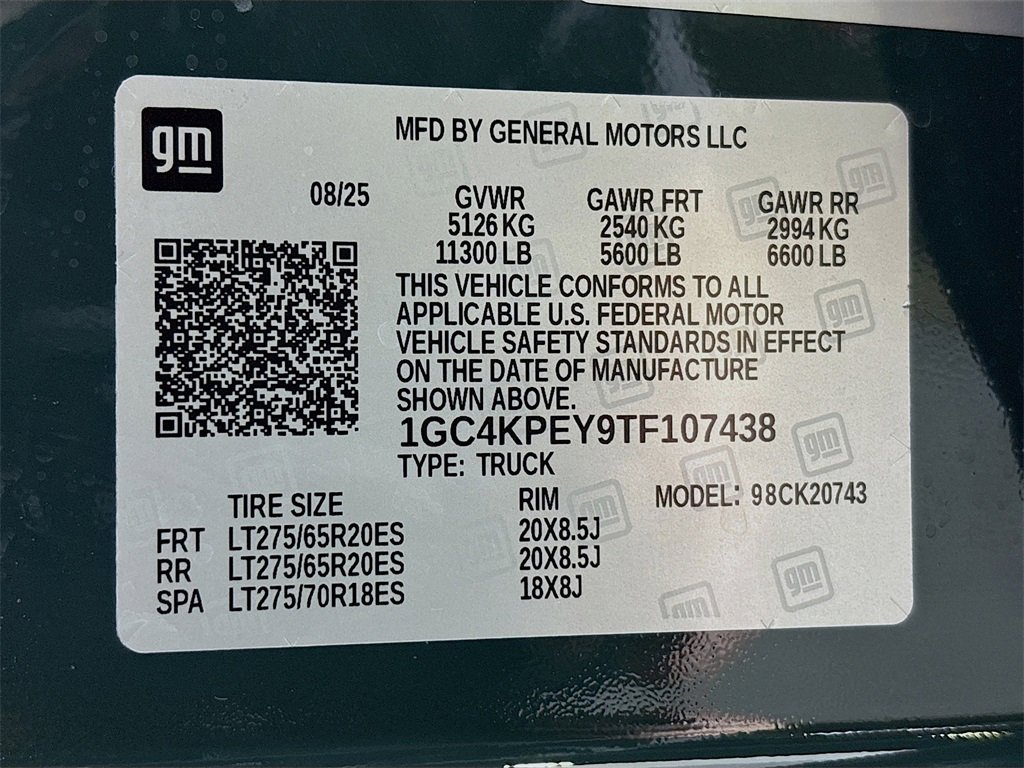 gm
MFD BY GENERAL MOTORS LLC
08/25 GVWR GAWR FRT GAWR RR
5126 KG 2540 KG 2994 KG
11300 LB 5600 LB 6600 LB
THIS VEHICLE CONFORMS TO ALL
APPLICABLE U.S. FEDERAL MOTOR
VEHICLE SAFETY STANDARDS IN EFFECT
ON THE DATE OF MANUFACTURE
SHOWN ABOVE.
1GC4KPEY9TF107438
TYPE: TRUCK
TIRE SIZE RIM MODEL: 98CK20743
FRT LT275/65R20ES 20X8.5J
RR LT275/65R20ES 20X8.5J
SPA LT275/70R18ES 18X8J